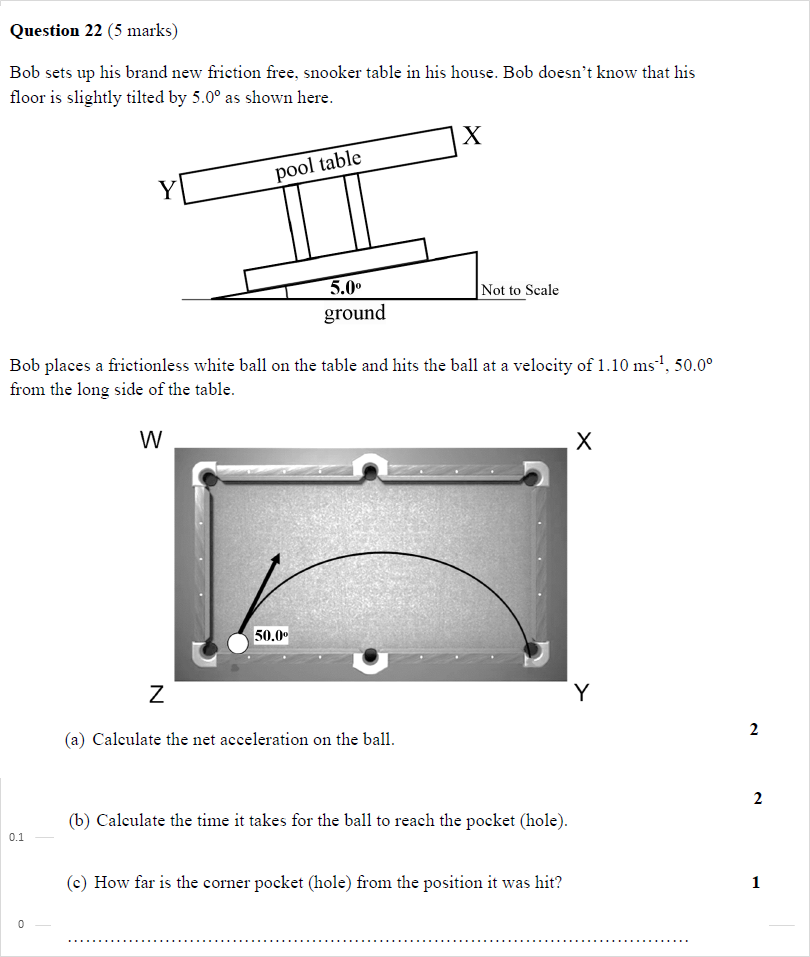 Question 22 (5 marks)
Bob sets up his brand new friction free, snooker table in his house. Bob doesn't know that his
floor is slightly tilted by 5.0º as shown here.
X
pool table
Y
5.0º
Not to Scale
ground
Bob places a frictionless white ball on the table and hits the ball at a velocity of 1.10 ms⁻¹, 50.0º
from the long side of the table.
W
X
50.0º
Z
Y
(a) Calculate the net acceleration on the ball.
2
2
(b) Calculate the time it takes for the ball to reach the pocket (hole).
0.1
(c) How far is the corner pocket (hole) from the position it was hit?
1
0